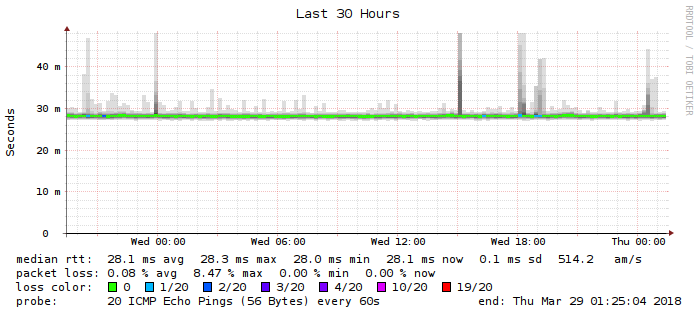 Last 30 Hours
RRDTOOL / TOBI OETIKER
Seconds
40 m
30 m
20 m
10 m
0
Wed 00:00 Wed 06:00 Wed 12:00 Wed 18:00 Thu 00:00
median rtt: 28.1 ms avg 28.3 ms max 28.0 ms min 28.1 ms now 0.1 ms sd 514.2 am/s
packet loss: 0.08 % avg 8.47 % max 0.00 % min 0.00 % now
loss color: 0 1/20 2/20 3/20 4/20 10/20 19/20
probe: 20 ICMP Echo Pings (56 Bytes) every 60s end: Thu Mar 29 01:25:04 2018